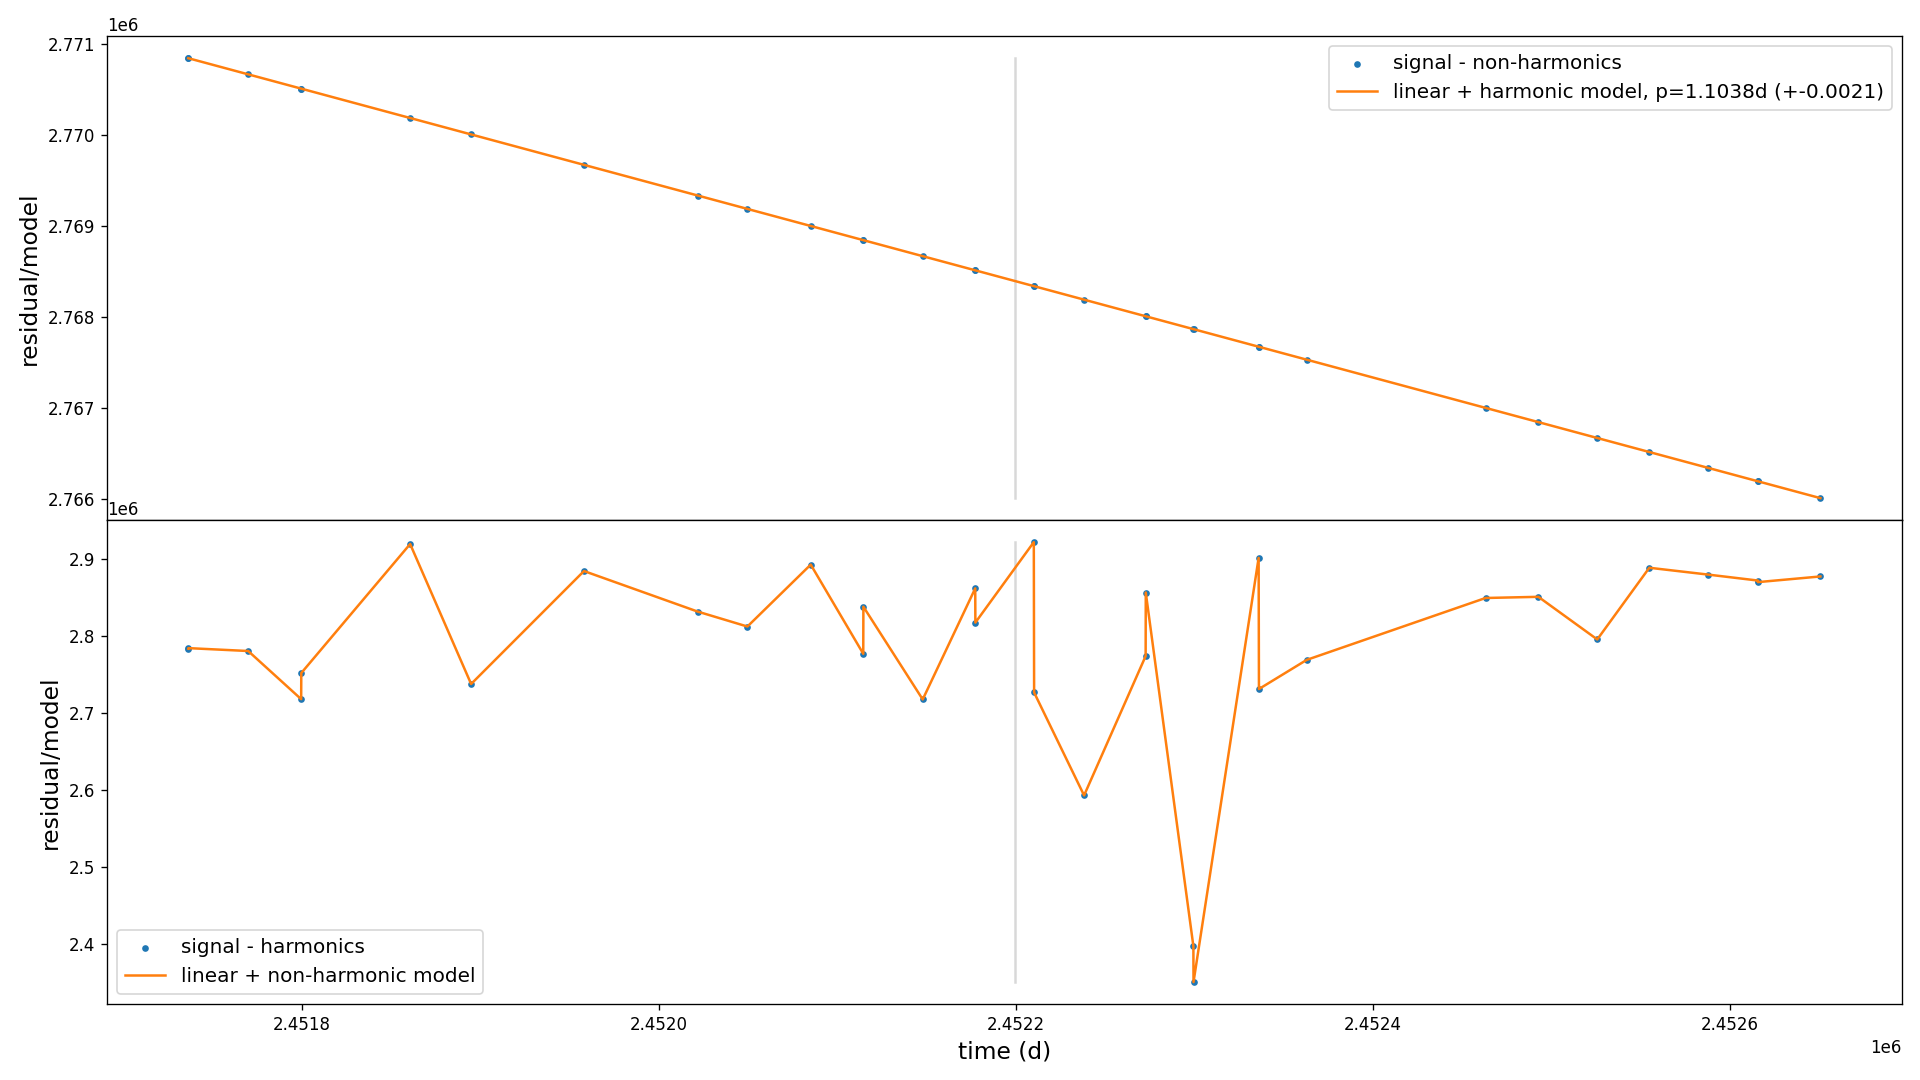 1e6
2.771
2.770
2.769
2.768
2.767
2.766
residual/model
signal - non-harmonics
linear + harmonic model, p=1.1038d (+-0.0021)
1e6
2.9
2.8
2.7
2.6
2.5
2.4
residual/model
signal - harmonics
linear + non-harmonic model
2.4518
2.4520
2.4522
2.4524
2.4526
1e6
time (d)